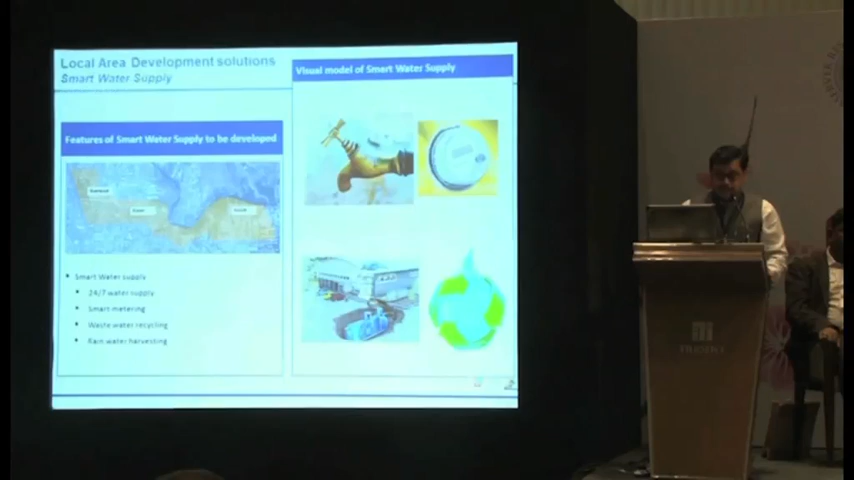 Local Area Development solutions
Smart Water Supply
Visual model of Smart Water Supply
Features of Smart Water Supply to be developed
Smart Water supply
24/7 water supply
Smart metering
Waste water recycling
Rain water harvesting
TRIDENT